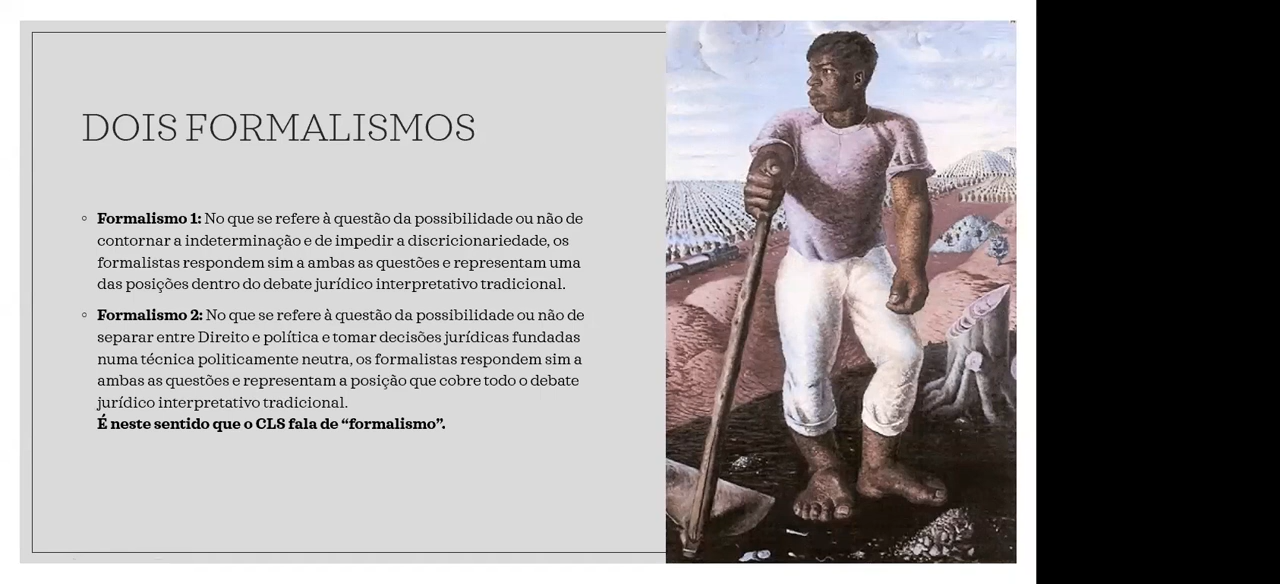 DOIS FORMALISMOS
◦ Formalismo 1: No que se refere à questão da possibilidade ou não de
contornar a indeterminação e de impedir a discricionariedade, os
formalistas respondem sim a ambas as questões e representam uma
das posições dentro do debate jurídico interpretativo tradicional.
◦ Formalismo 2: No que se refere à questão da possibilidade ou não de
separar entre Direito e política e tomar decisões jurídicas fundadas
numa técnica politicamente neutra, os formalistas respondem sim a
ambas as questões e representam a posição que cobre todo o debate
jurídico interpretativo tradicional.
É neste sentido que o CLS fala de “formalismo”.